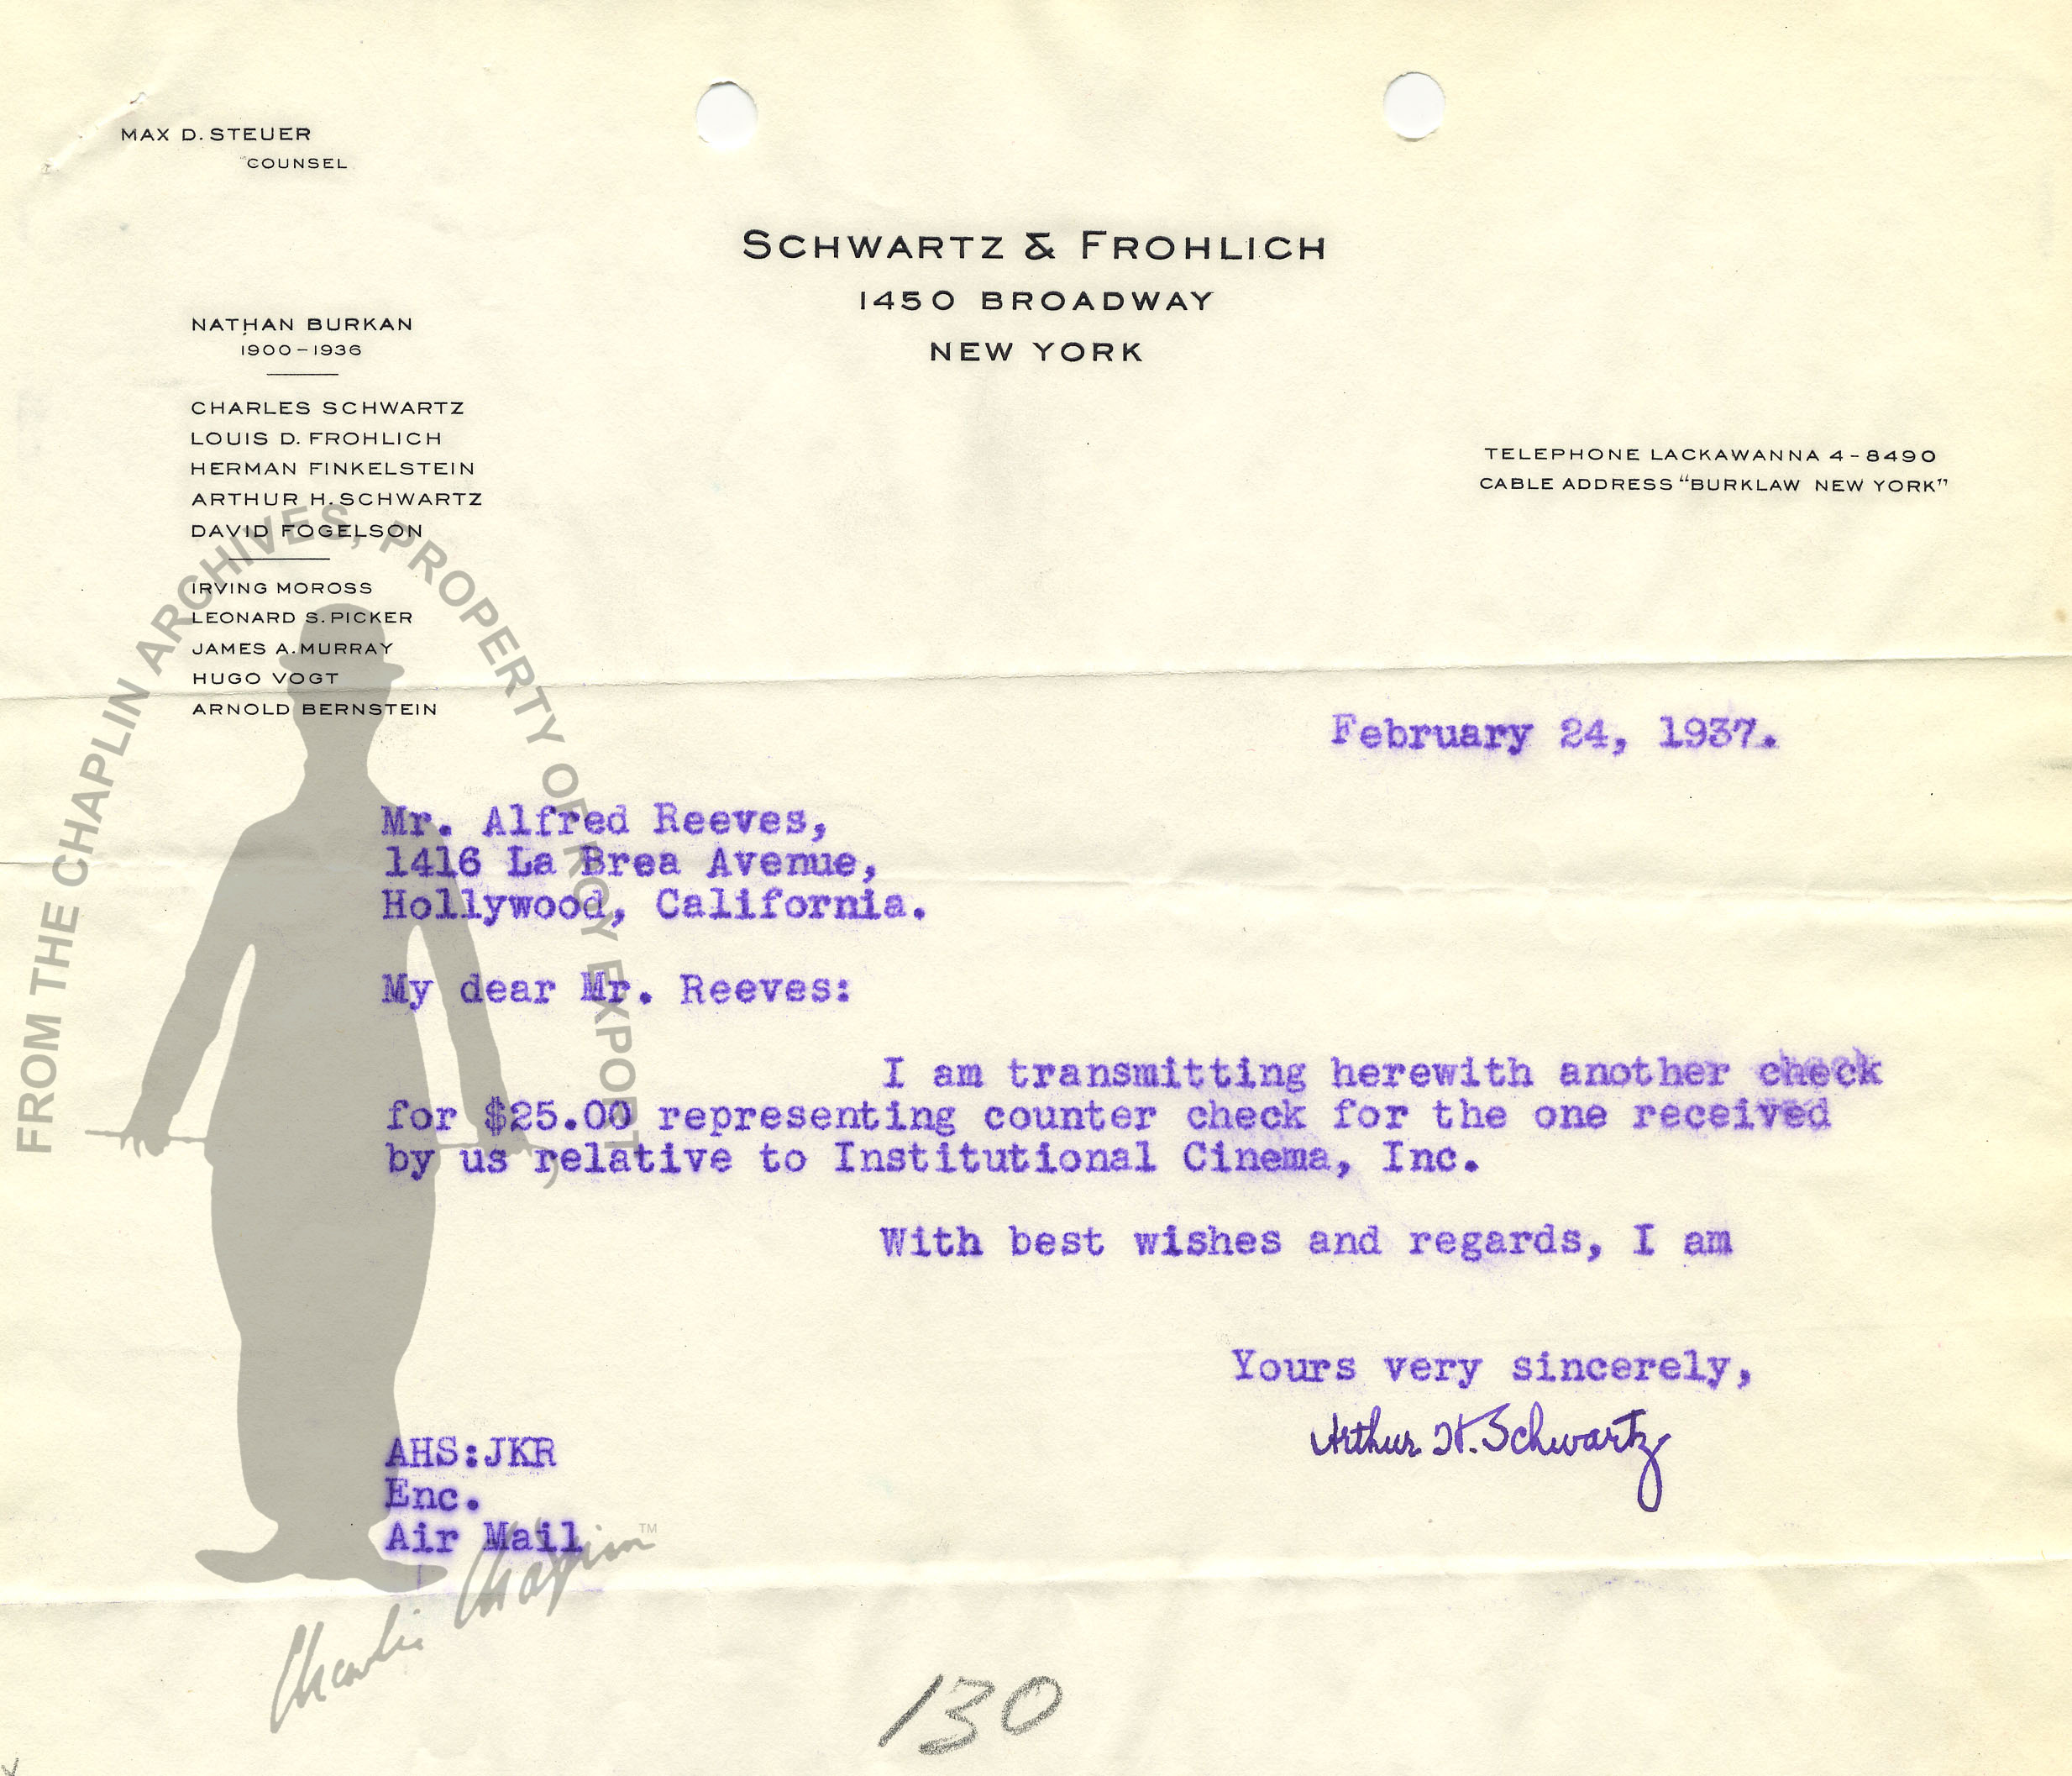 MAX D. STEUER
COUNSEL
SCHWARTZ & FROHLICH
1450 BROADWAY
NEW YORK
NATHAN BURKAN
1900-1936
CHARLES SCHWARTZ
LOUIS D. FROHLICH
HERMAN FINKELSTEIN
ARTHUR H. SCHWARTZ
DAVID FOGELSON
IRVING MOROSS
LEONARD S. PICKER
JAMES A. MURRAY
HUGO VOGT
ARNOLD BERNSTEIN
TELEPHONE LACKAWANNA 4-8490
CABLE ADDRESS "BURKLAW NEW YORK"
February 24, 1937.
Mr. Alfred Reeves,
1416 La Brea Avenue,
Hollywood, California.
My dear Mr. Reeves:
I am transmitting herewith another check
for $25.00 representing counter check for the one received
by us relative to Institutional Cinema, Inc.
With best wishes and regards, I am
Yours very sincerely,
Arthur H. Schwartz
AHS:JKR
Enc.
Air Mail
130
FROM THE CHAPLIN ARCHIVES, PROPERTY OF ROY EXPORT
Charlie Chaplin™